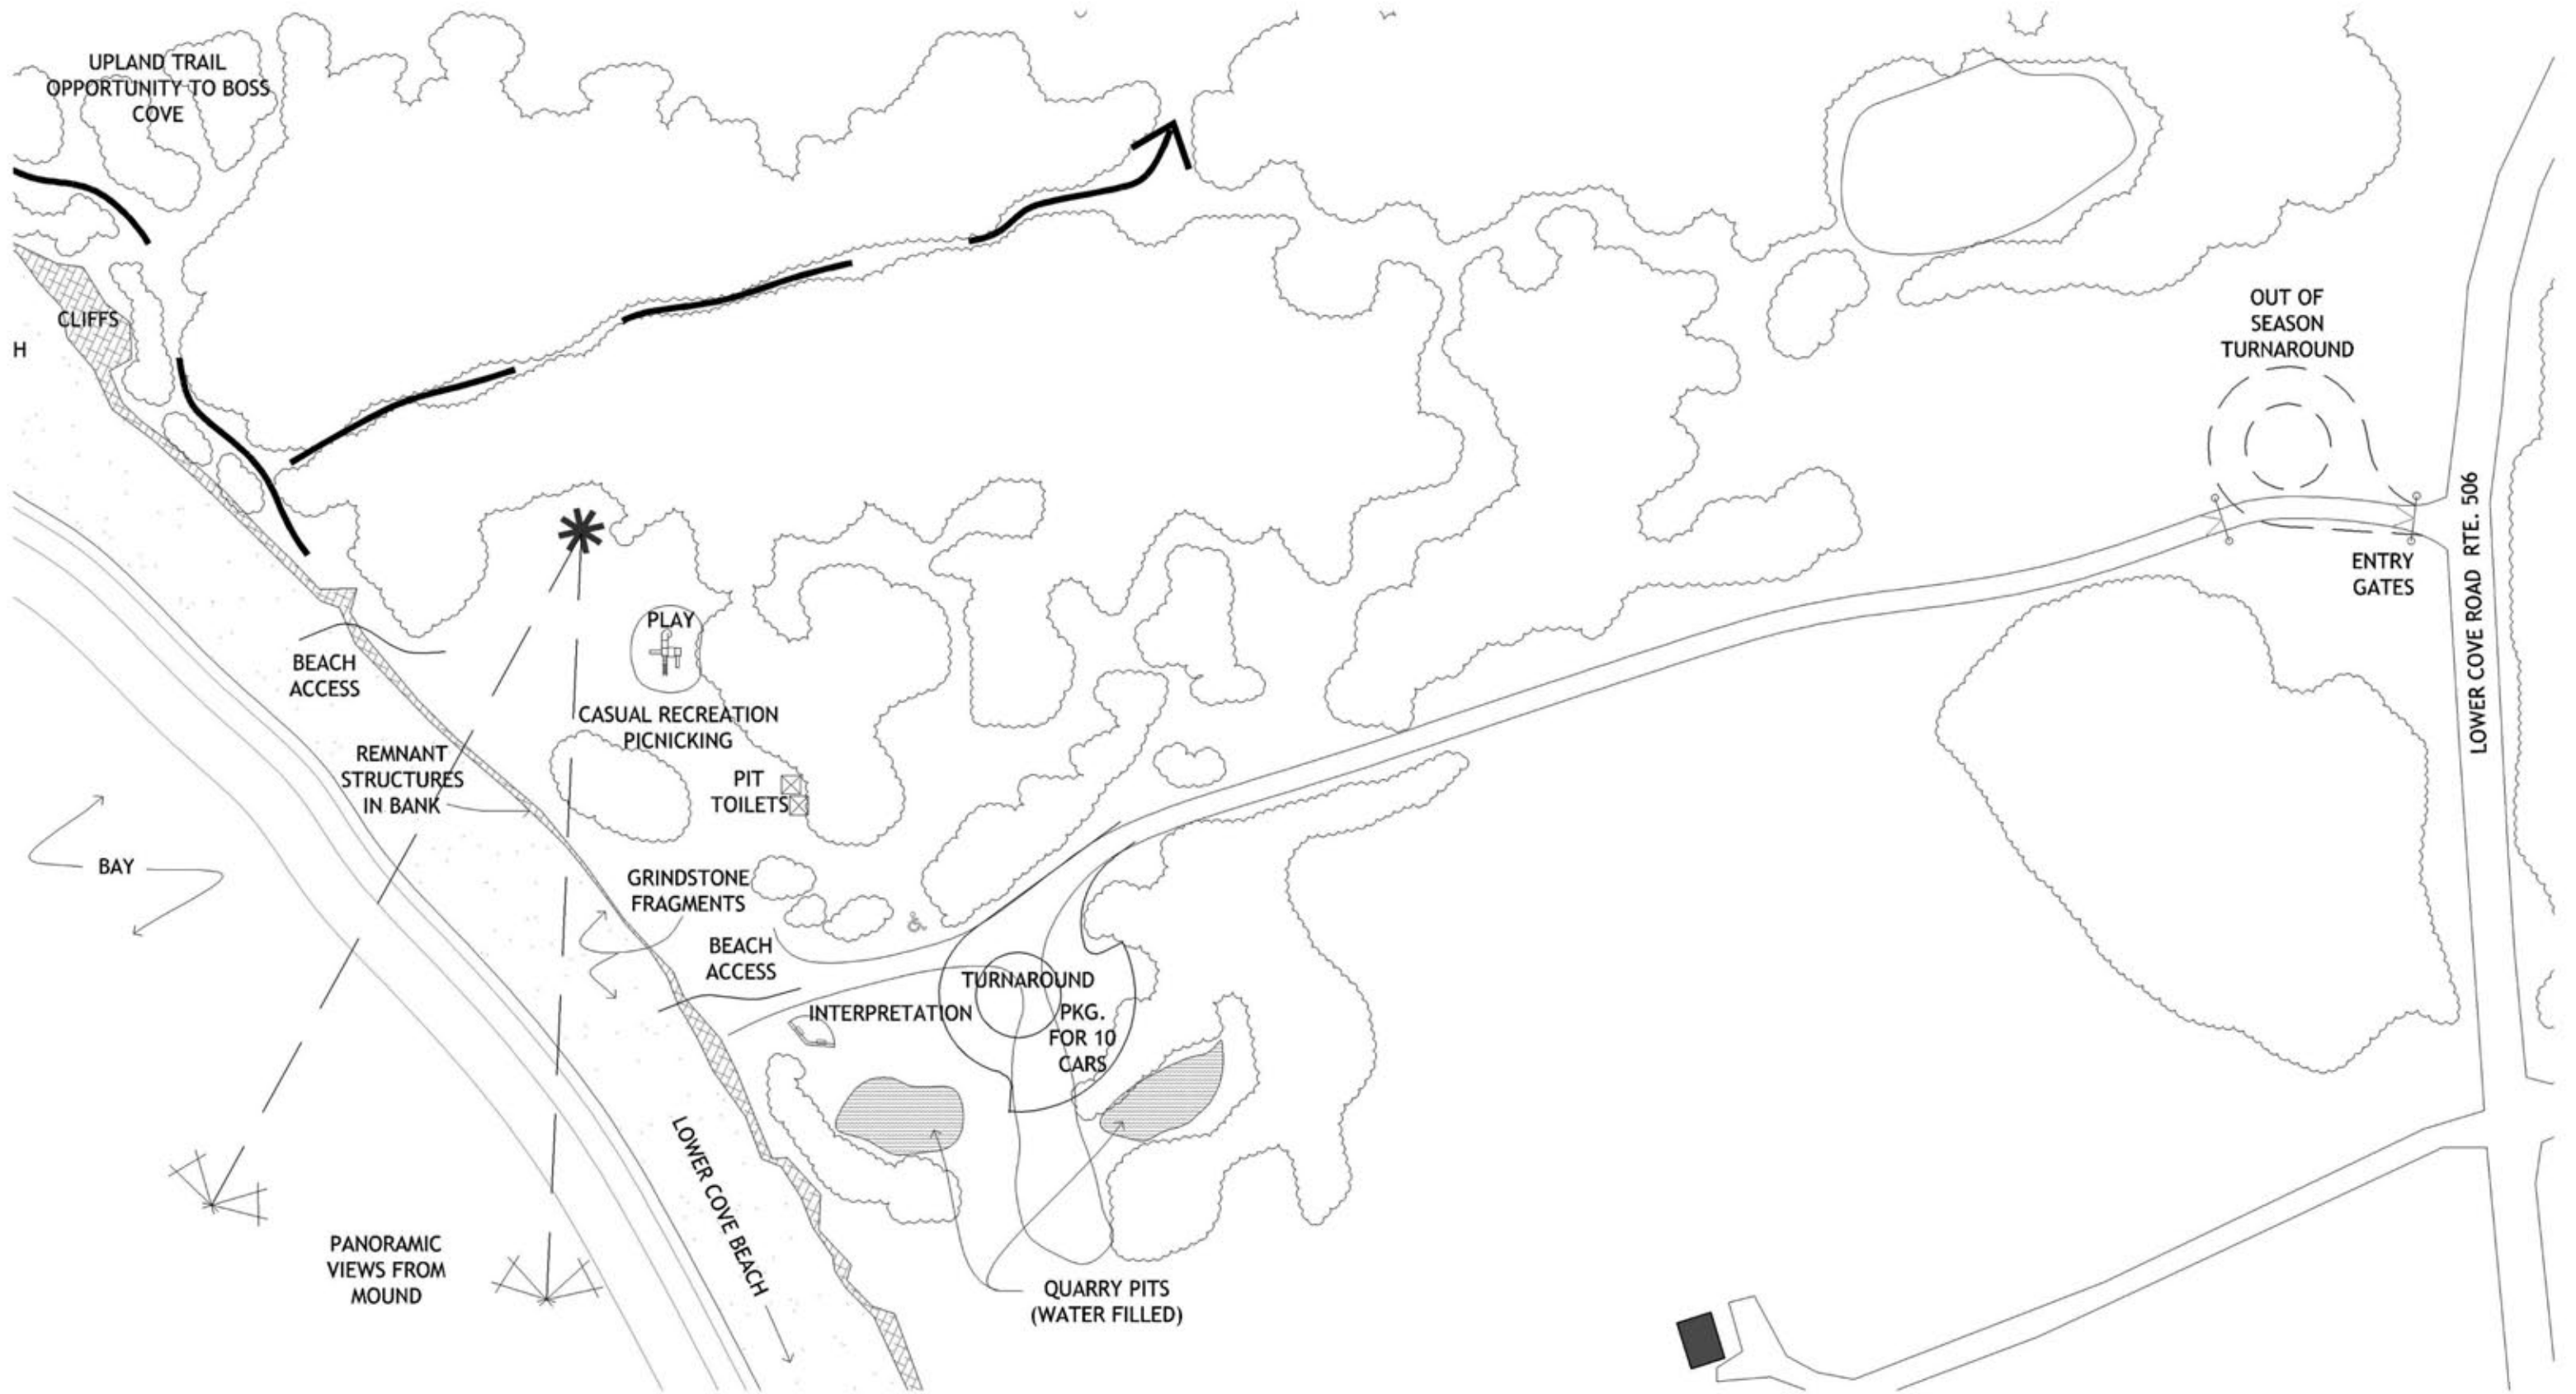 UPLAND TRAIL
OPPORTUNITY TO BOSS
COVE
CLIFFS
H
OUT OF
SEASON
TURNAROUND
ENTRY
GATES
LOWER COVE ROAD RTE. 506
PLAY
BEACH
ACCESS
CASUAL RECREATION
PICNICKING
REMNANT
STRUCTURES
IN BANK
PIT
TOILETS
BAY
GRINDSTONE
FRAGMENTS
BEACH
ACCESS
TURNAROUND
INTERPRETATION
PKG.
FOR 10
CARS
LOWER COVE BEACH
PANORAMIC
VIEWS FROM
MOUND
QUARRY PITS
(WATER FILLED)